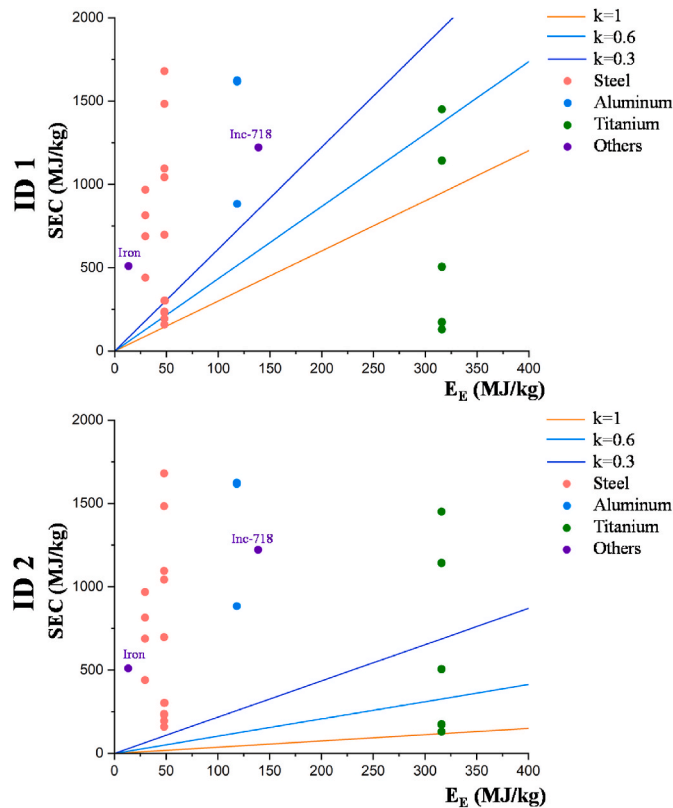 2000
1500
1000
500
0
ID 1
SEC (MJ/kg)
Iron
Inc-718
0 50 100 150 200 250 300 350 400
E_E (MJ/kg)
k=1
k=0.6
k=0.3
Steel
Aluminum
Titanium
Others
2000
1500
1000
500
0
ID 2
SEC (MJ/kg)
Iron
Inc-718
0 50 100 150 200 250 300 350 400
E_E (MJ/kg)
k=1
k=0.6
k=0.3
Steel
Aluminum
Titanium
Others